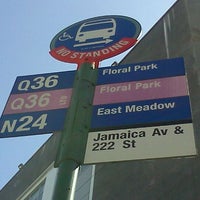 NO STANDING
Q36 Floral Park
Q36 Floral Park
N24 East Meadow
Jamaica Av &
222 St